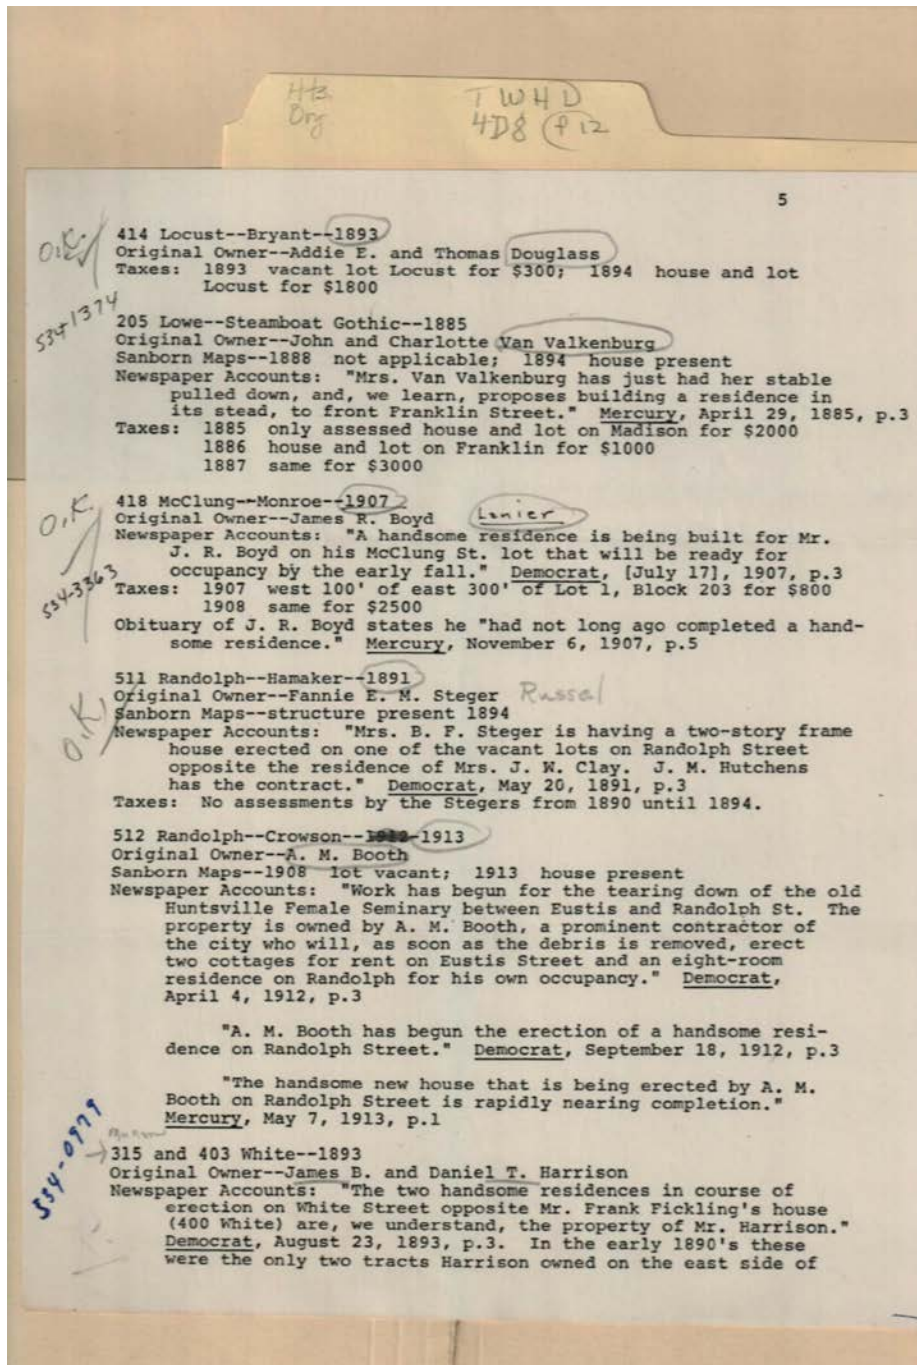 Hts. Org
TWHD
4D8 (p 12
5
O.K.
414 Locust--Bryant--1893
Original Owner--Addie E. and Thomas Douglass
Taxes: 1893 vacant lot Locust for $300; 1894 house and lot
Locust for $1800
534-1374
205 Lowe--Steamboat Gothic--1885
Original Owner--John and Charlotte Van Valkenburg
Sanborn Maps--1888 not applicable; 1894 house present
Newspaper Accounts: "Mrs. Van Valkenburg has just had her stable
pulled down, and, we learn, proposes building a residence in
its stead, to front Franklin Street." Mercury, April 29, 1885, p.3
Taxes: 1885 only assessed house and lot on Madison for $2000
1886 house and lot on Franklin for $1000
1887 same for $3000
O.K.
418 McClung--Monroe--1907
Original Owner--James R. Boyd Lanier
Newspaper Accounts: "A handsome residence is being built for Mr.
J. R. Boyd on his McClung St. lot that will be ready for
occupancy by the early fall." Democrat, [July 17], 1907, p.3
534-3363
Taxes: 1907 west 100' of east 300' of Lot 1, Block 203 for $800
1908 same for $2500
Obituary of J. R. Boyd states he "had not long ago completed a hand-
some residence." Mercury, November 6, 1907, p.5
O.K.
511 Randolph--Hamaker--1891
Original Owner--Fannie E. M. Steger Russel
Sanborn Maps--structure present 1894
Newspaper Accounts: "Mrs. B. F. Steger is having a two-story frame
house erected on one of the vacant lots on Randolph Street
opposite the residence of Mrs. J. W. Clay. J. M. Hutchens
has the contract." Democrat, May 20, 1891, p.3
Taxes: No assessments by the Stegers from 1890 until 1894.
512 Randolph--Crowson--1912-1913
Original Owner--A. M. Booth
Sanborn Maps--1908 lot vacant; 1913 house present
Newspaper Accounts: "Work has begun for the tearing down of the old
Huntsville Female Seminary between Eustis and Randolph St. The
property is owned by A. M. Booth, a prominent contractor of
the city who will, as soon as the debris is removed, erect
two cottages for rent on Eustis Street and an eight-room
residence on Randolph for his own occupancy." Democrat,
April 4, 1912, p.3
"A. M. Booth has begun the erection of a handsome resi-
dence on Randolph Street." Democrat, September 18, 1912, p.3
"The handsome new house that is being erected by A. M.
Booth on Randolph Street is rapidly nearing completion."
Mercury, May 7, 1913, p.1
534-0979
315 and 403 White--1893
Original Owner--James B. and Daniel T. Harrison
Newspaper Accounts: "The two handsome residences in course of
erection on White Street opposite Mr. Frank Fickling's house
(400 White) are, we understand, the property of Mr. Harrison."
Democrat, August 23, 1893, p.3. In the early 1890's these
were the only two tracts Harrison owned on the east side of